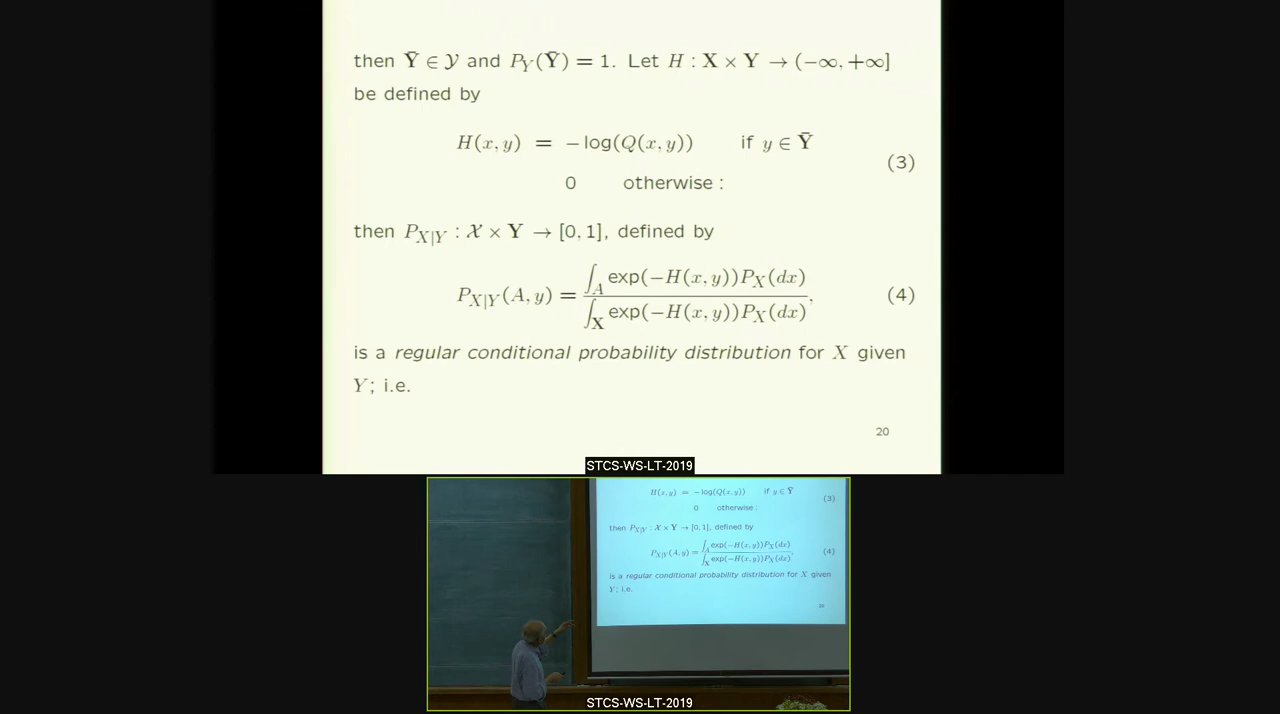 then Ȳ ∈ 𝒴 and P_Y(Ȳ) = 1. Let H : X × Y → (−∞, +∞]
be defined by
H(x, y) = −log(Q(x, y)) if y ∈ Ȳ
(3)
0 otherwise :
then P_{X|Y} : 𝒳 × Y → [0, 1], defined by
P_{X|Y}(A, y) = ∫_A exp(−H(x, y))P_X(dx) / ∫_X exp(−H(x, y))P_X(dx), (4)
is a regular conditional probability distribution for X given
Y; i.e.
20
STCS-WS-LT-2019
H(x, y) = −log(Q(x, y)) if y ∈ Ȳ
(3)
0 otherwise :
then P_{X|Y} : 𝒳 × Y → [0, 1], defined by
P_{X|Y}(A, y) = ∫_A exp(−H(x, y))P_X(dx) / ∫_X exp(−H(x, y))P_X(dx), (4)
is a regular conditional probability distribution for X given
Y; i.e.
20
STCS-WS-LT-2019